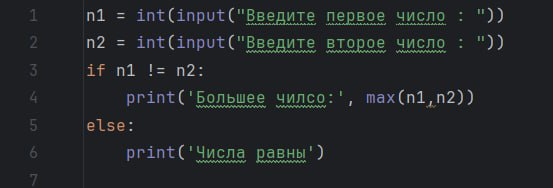 1 n1 = int(input("Введите первое число : "))
2 n2 = int(input("Введите второе число : "))
3 if n1 != n2:
4     print('Большее чилсо:', max(n1,n2))
5 else:
6     print('Числа равны')
7